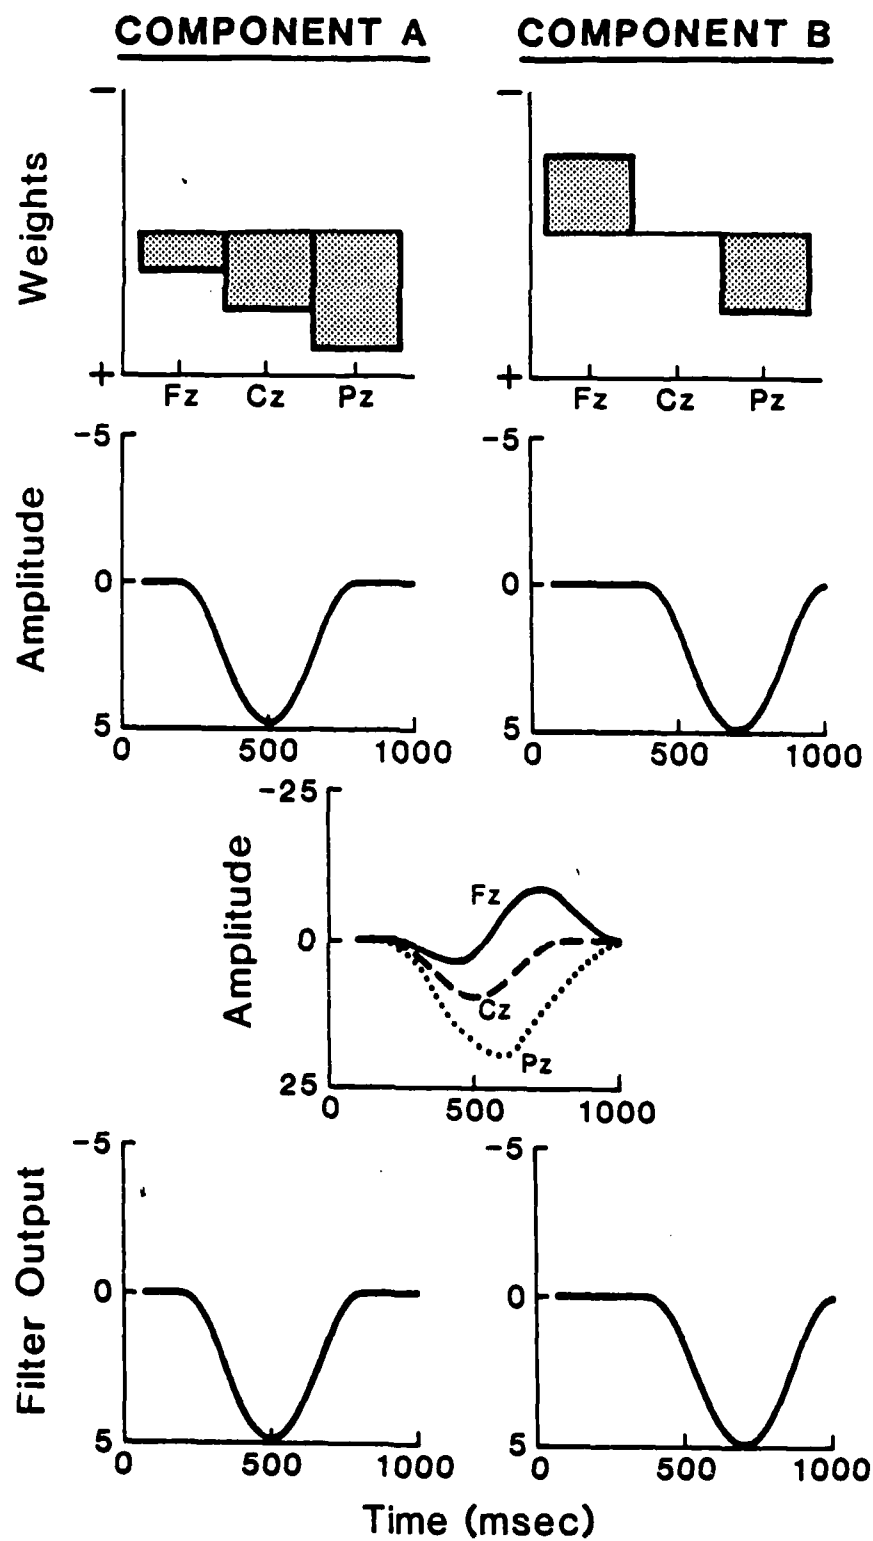 COMPONENT A COMPONENT B
Weights
− −
+ +
Fz Cz Pz Fz Cz Pz
Amplitude
-5 -5
0 0
5 5
0 500 1000 0 500 1000
Amplitude
-25
Fz
0
Cz
Pz
25
0 500 1000
Filter Output
-5 -5
0 0
5 5
0 500 1000 0 500 1000
Time (msec)